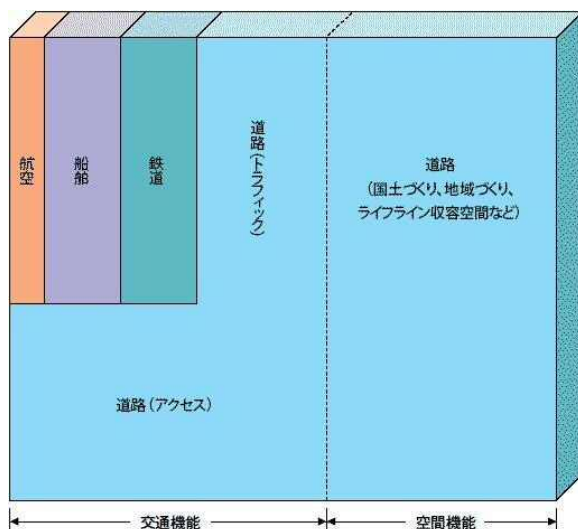 航空
船舶
鉄道
道路(トラフィック)
道路
(国土づくり、地域づくり、
ライフライン収容空間など)
道路(アクセス)
交通機能
空間機能